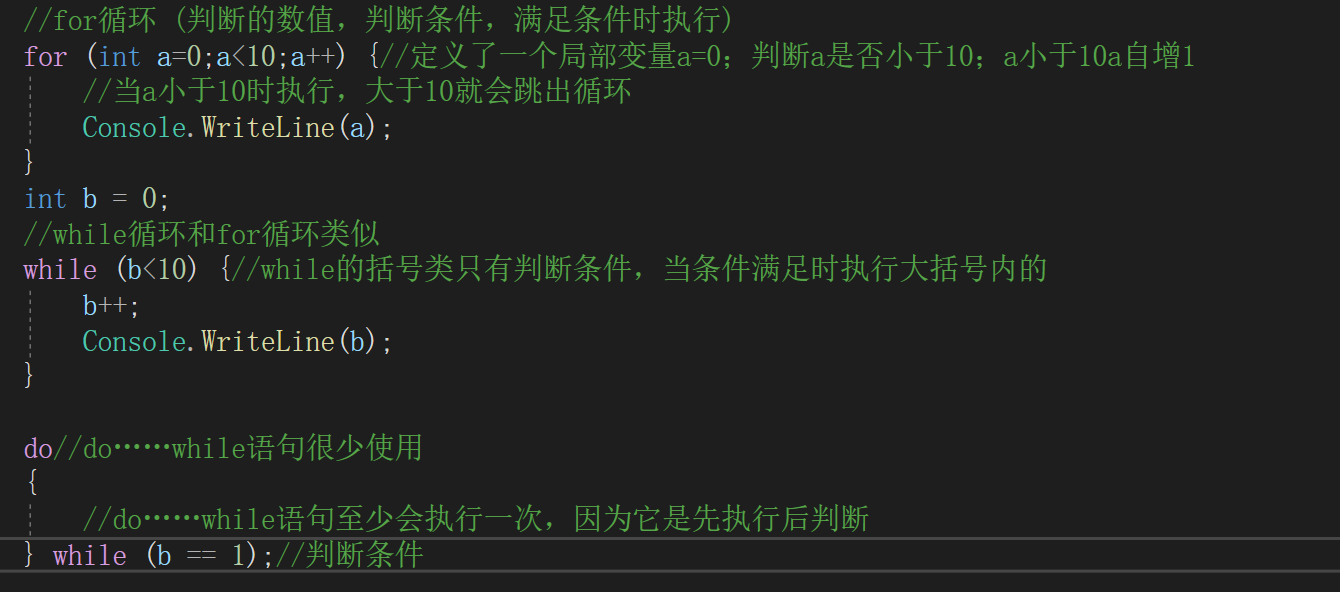 //for循环 (判断的数值，判断条件，满足条件时执行)
for (int a=0;a<10;a++) {//定义了一个局部变量a=0；判断a是否小于10；a小于10a自增1
//当a小于10时执行，大于10就会跳出循环
Console.WriteLine(a);
}
int b = 0;
//while循环和for循环类似
while (b<10) {//while的括号类只有判断条件，当条件满足时执行大括号内的
b++;
Console.WriteLine(b);
}
do//do……while语句很少使用
{
//do……while语句至少会执行一次，因为它是先执行后判断
} while (b == 1);//判断条件